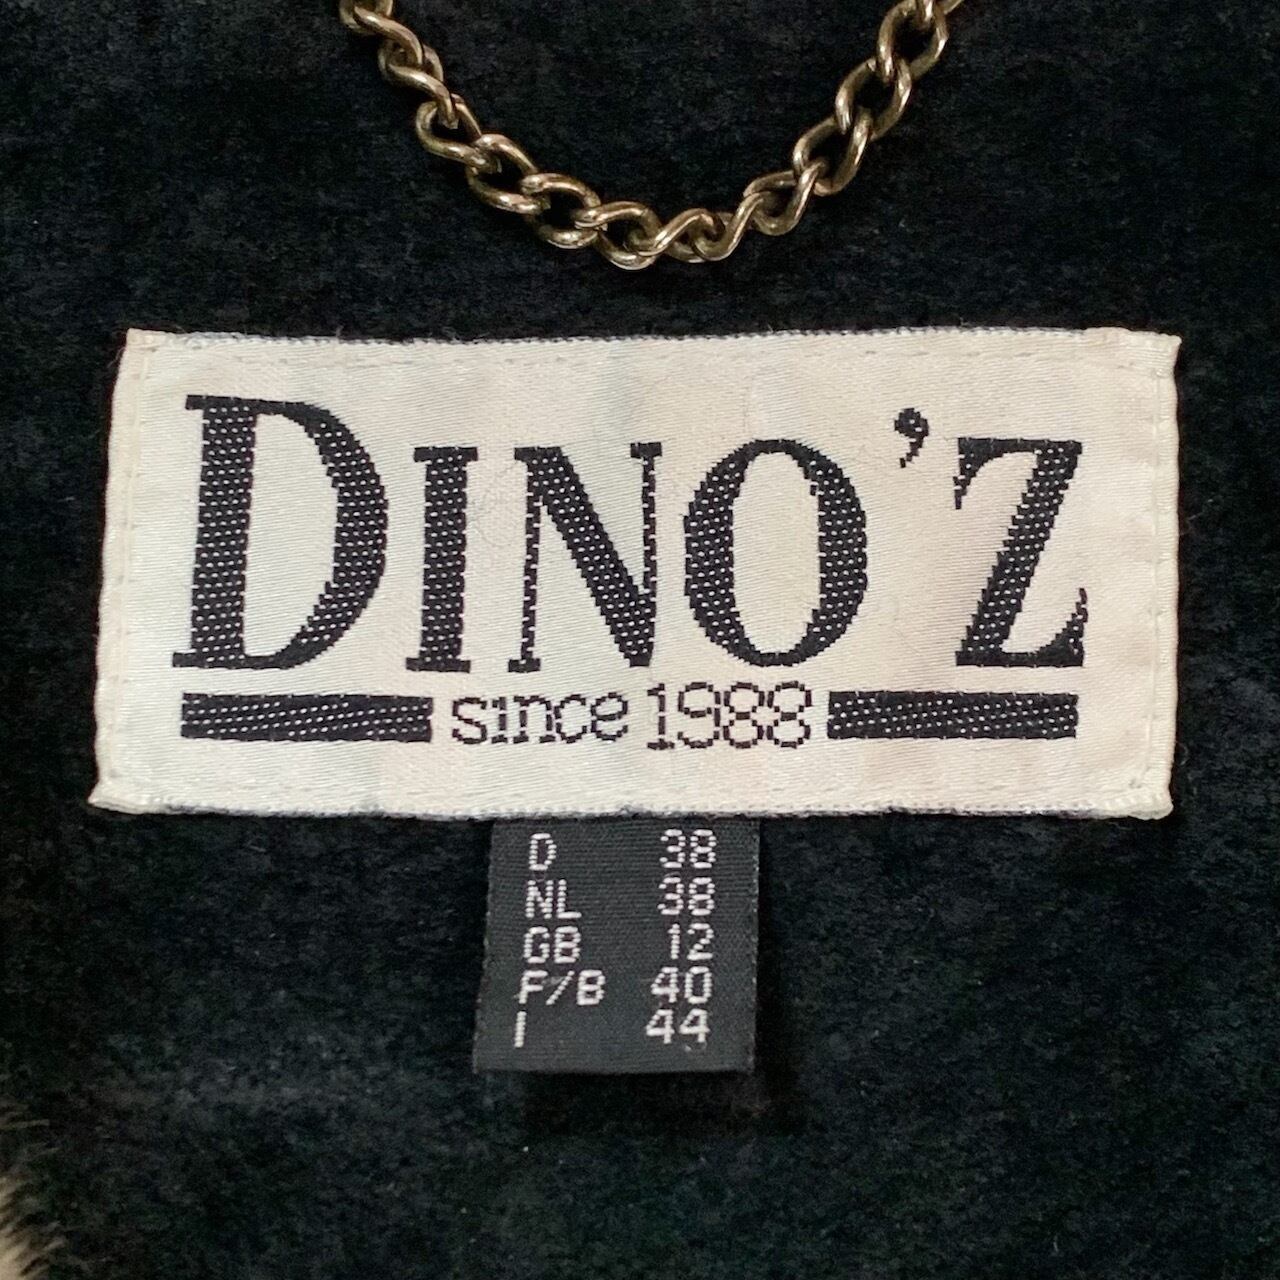 DINO'Z
since 1988
D 38
NL 38
GB 12
F/B 40
I 44